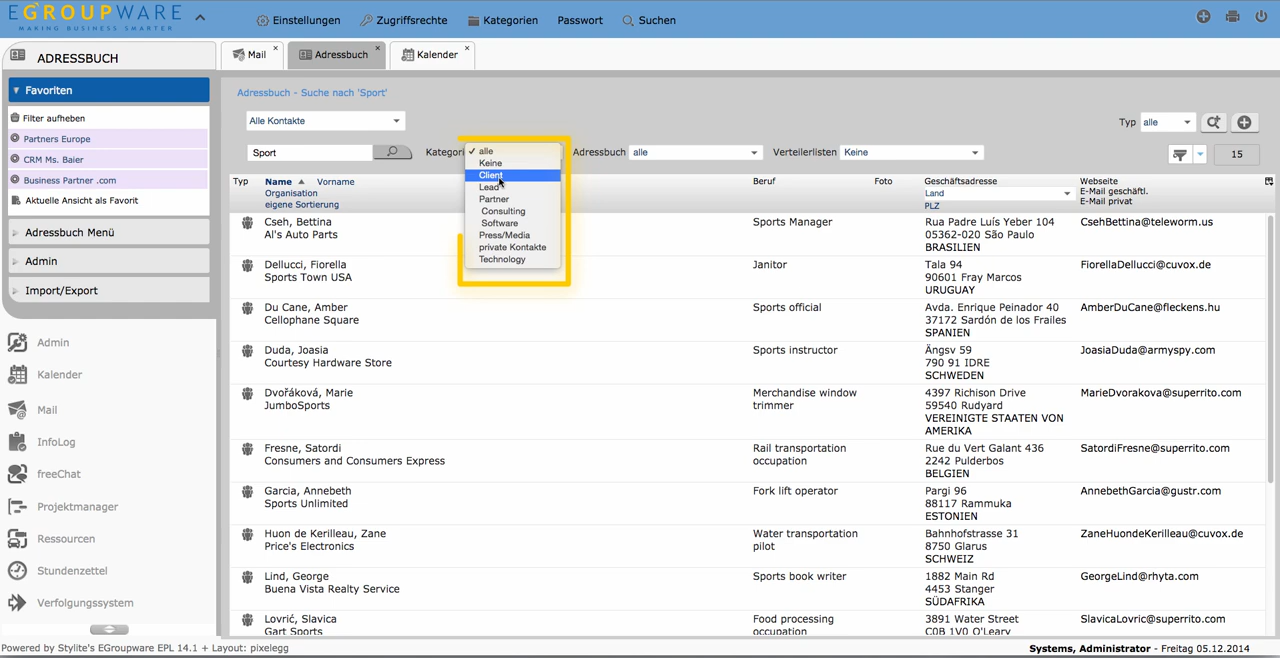 EGROUPWARE
MAKING BUSINESS SMARTER
Einstellungen Zugriffsrechte Kategorien Passwort Suchen
ADRESSBUCH
Mail × Adressbuch × Kalender ×
Favoriten
Filter aufheben
Partners Europe
CRM Ms. Baier
Business Partner .com
Aktuelle Ansicht als Favorit
Adressbuch Menü
Admin
Import/Export
Admin
Kalender
Mail
InfoLog
freeChat
Projektmanager
Ressourcen
Stundenzettel
Verfolgungssystem
Adressbuch - Suche nach 'Sport'
Alle Kontakte
Typ alle
Sport Kategori Adressbuch alle Verteilerlisten Keine 15
✓ alle
Keine
Client
Lead
Partner
Consulting
Software
Press/Media
private Kontakte
Technology
Typ Name Vorname Beruf Foto Geschäftsadresse Webseite
Organisation Land E-Mail geschäftl.
eigene Sortierung PLZ E-Mail privat
Cseh, Bettina Sports Manager Rua Padre Luís Yeber 104 CsehBettina@teleworm.us
Al's Auto Parts 05362-020 São Paulo
BRASILIEN
Dellucci, Fiorella Janitor Tala 94 FiorellaDellucci@cuvox.de
Sports Town USA 90601 Fray Marcos
URUGUAY
Du Cane, Amber Sports official Avda. Enrique Peinador 40 AmberDuCane@fleckens.hu
Cellophane Square 37172 Sardón de los Frailes
SPANIEN
Duda, Joasia Sports instructor Ängsv 59 JoasiaDuda@armyspy.com
Courtesy Hardware Store 790 91 IDRE
SCHWEDEN
Dvořáková, Marie Merchandise window 4397 Richison Drive MarieDvorakova@superrito.com
JumboSports trimmer 59540 Rudyard
VEREINIGTE STAATEN VON
AMERIKA
Fresne, Satordi Rail transportation Rue du Vert Galant 436 SatordiFresne@superrito.com
Consumers and Consumers Express occupation 2242 Pulderbos
BELGIEN
Garcia, Annebeth Fork lift operator Pargi 96 AnnebethGarcia@gustr.com
Sports Unlimited 88117 Rammuka
ESTONIEN
Huon de Kerilleau, Zane Water transportation Bahnhofstrasse 31 ZaneHuondeKerilleau@cuvox.de
Price's Electronics pilot 8750 Glarus
SCHWEIZ
Lind, George Sports book writer 1882 Main Rd GeorgeLind@rhyta.com
Buena Vista Realty Service 4453 Stanger
SÜDAFRIKA
Lovrić, Slavica Food processing 3891 Water Street SlavicaLovric@superrito.com
Gart Sports occupation C0B 1V0 O'Leary
Powered by Stylite's EGroupware EPL 14.1 + Layout: pixelegg Systems, Administrator - Freitag 05.12.2014